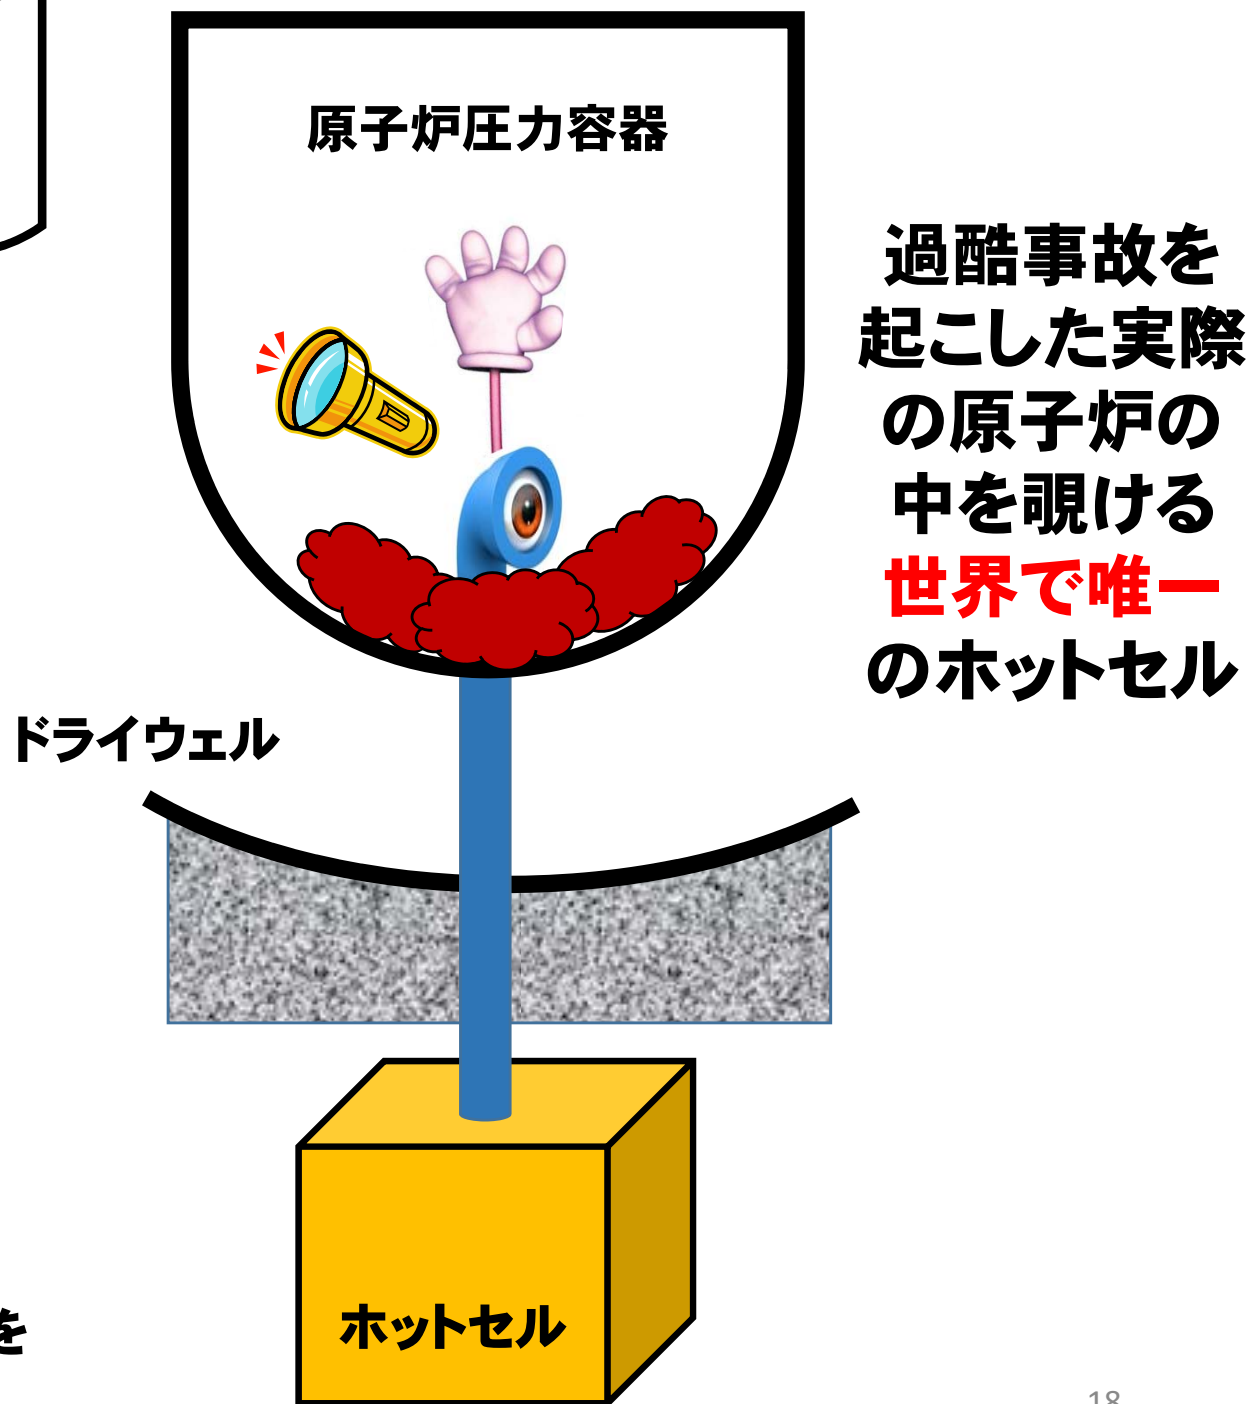 原子炉圧力容器
過酷事故を
起こした実際
の原子炉の
中を覗ける
世界で唯一
のホットセル
ドライウェル
ホットセル
を
18